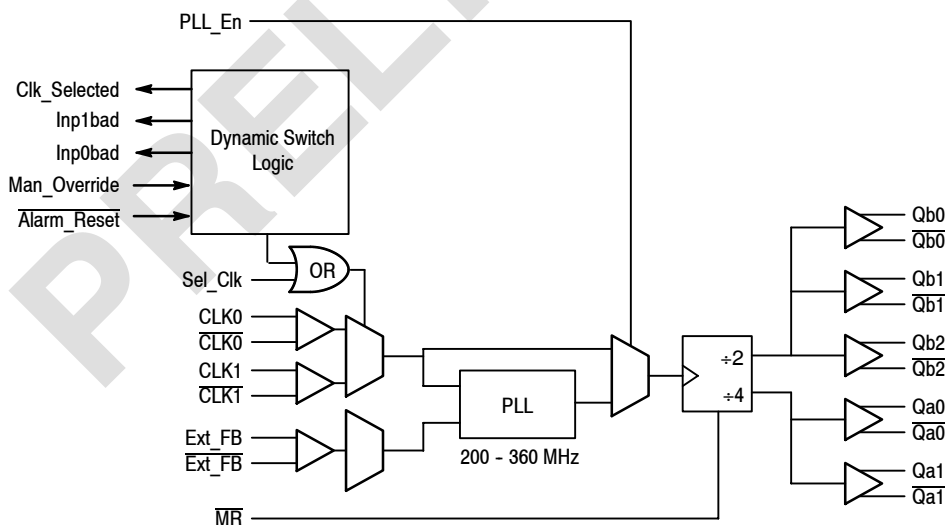 PRELI
PLL_En
Clk_Selected
Inp1bad
Inp0bad
Man_Override
Alarm_Reset
Dynamic Switch
Logic
OR
Sel_Clk
CLK0
CLK0
CLK1
CLK1
Ext_FB
Ext_FB
PLL
200 - 360 MHz
MR
÷2
÷4
Qb0
Qb0
Qb1
Qb1
Qb2
Qb2
Qa0
Qa0
Qa1
Qa1